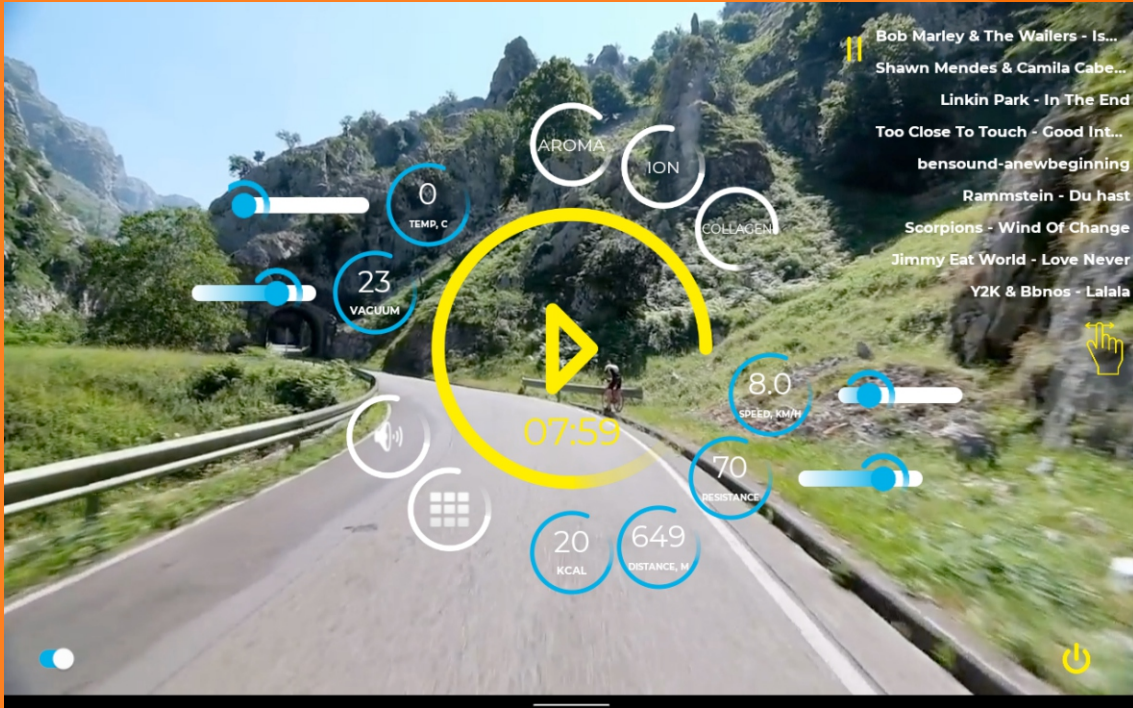 Bob Marley & The Wailers - Is...
Shawn Mendes & Camila Cabe...
Linkin Park - In The End
Too Close To Touch - Good Int...
bensound-anewbeginning
Rammstein - Du hast
Scorpions - Wind Of Change
Jimmy Eat World - Love Never
Y2K & Bbnos - Lalala
AROMA
ION
COLLAGEN
0
TEMP, C
23
VACUUM
07:59
8.0
SPEED, KM/H
70
RESISTANCE
20
KCAL
649
DISTANCE, M